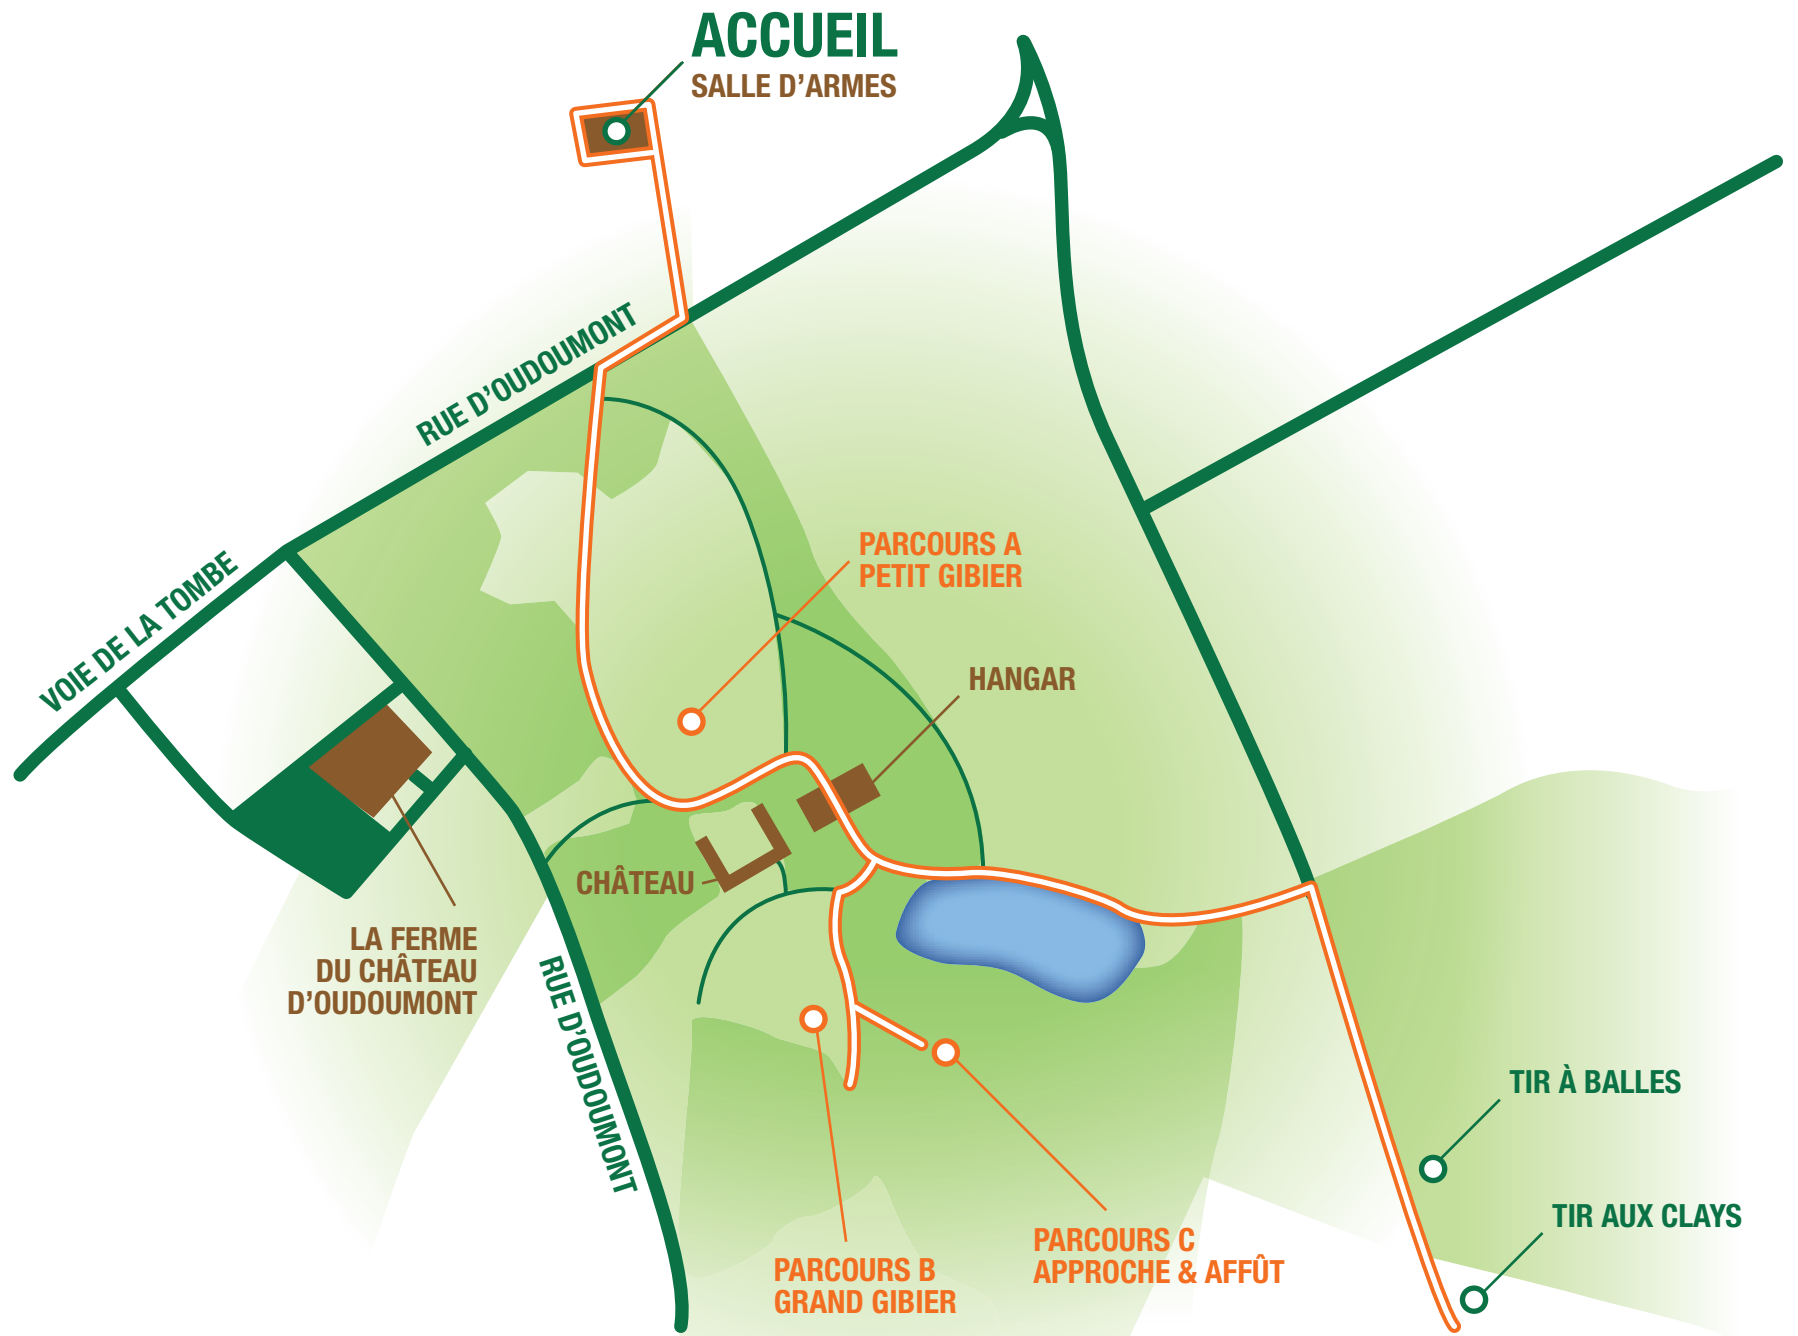 ACCUEIL
SALLE D’ARMES
RUE D’OUDOUMONT
VOIE DE LA TOMBE
PARCOURS A
PETIT GIBIER
HANGAR
CHÂTEAU
LA FERME
DU CHÂTEAU
D’OUDOUMONT
RUE D’OUDOUMONT
TIR À BALLES
TIR AUX CLAYS
PARCOURS C
APPROCHE & AFFÛT
PARCOURS B
GRAND GIBIER